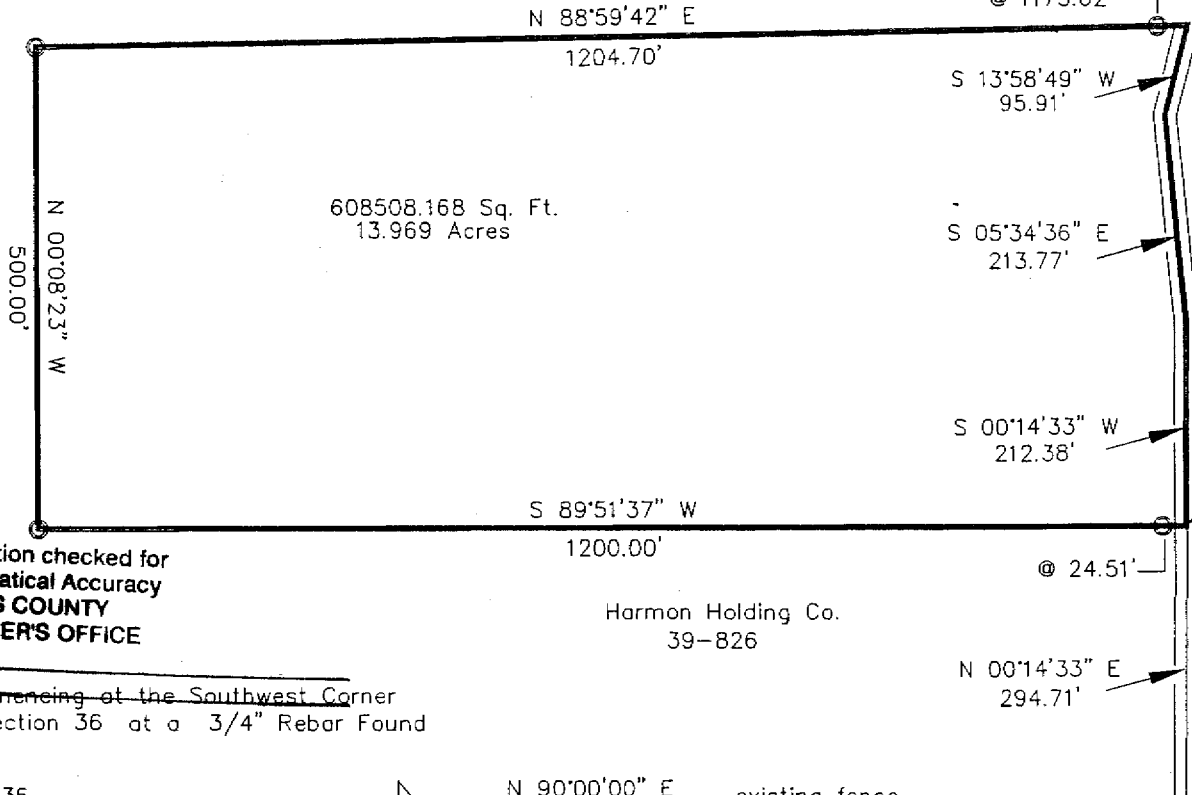 N 88°59'42" E
1204.70'
S 13°58'49" W
95.91'
608508.168 Sq. Ft.
13.969 Acres
N 00°08'23" W
500.00'
S 05°34'36" E
213.77'
S 00°14'33" W
212.38'
S 89°51'37" W
1200.00'
@ 24.51'
tion checked for
atical Accuracy
S COUNTY
ER'S OFFICE
Harmon Holding Co.
39-826
N 00°14'33" E
294.71'
mencing at the Southwest Corner
ection 36 at a 3/4" Rebar Found
36
N 90°00'00" E
existing fence